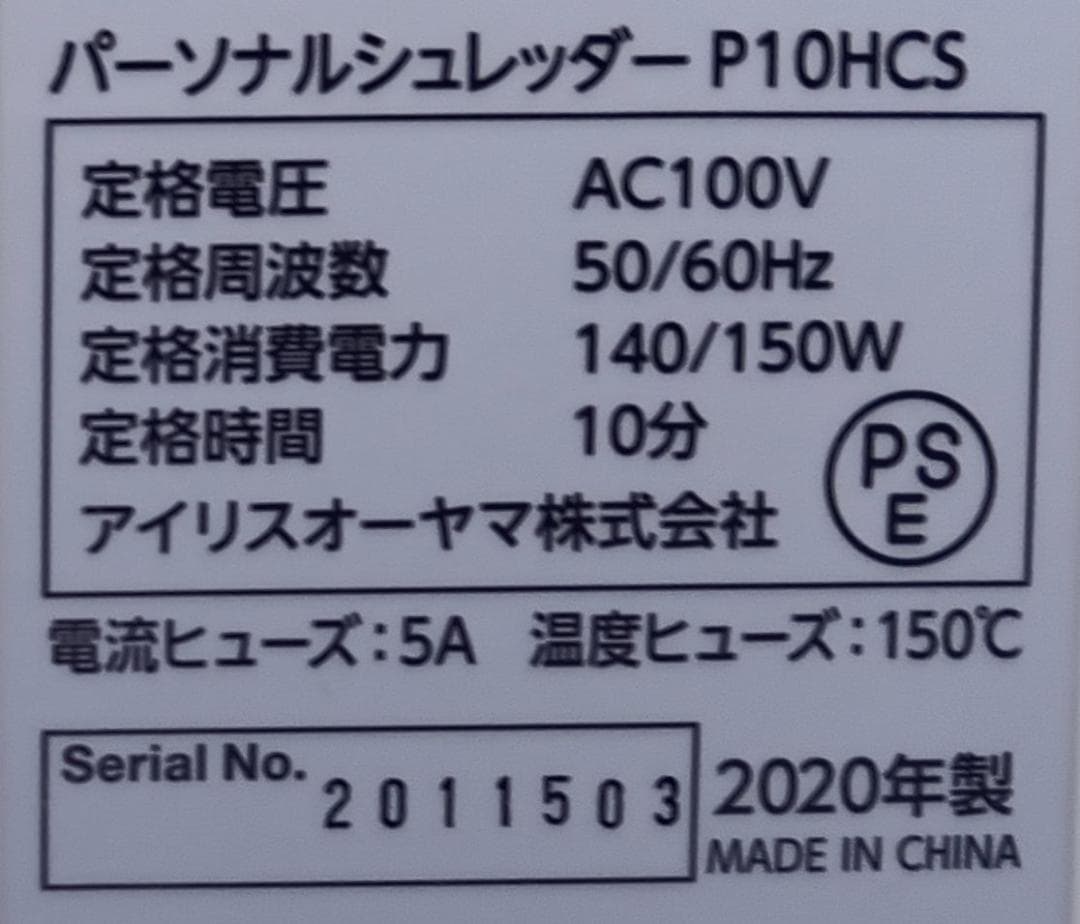 パーソナルシュレッダー P10HCS
定格電圧 AC100V
定格周波数 50/60Hz
定格消費電力 140/150W
定格時間 10分
アイリスオーヤマ株式会社
PS
E
電流ヒューズ：5A 温度ヒューズ：150℃
Serial No.
2011503
2020年製
MADE IN CHINA